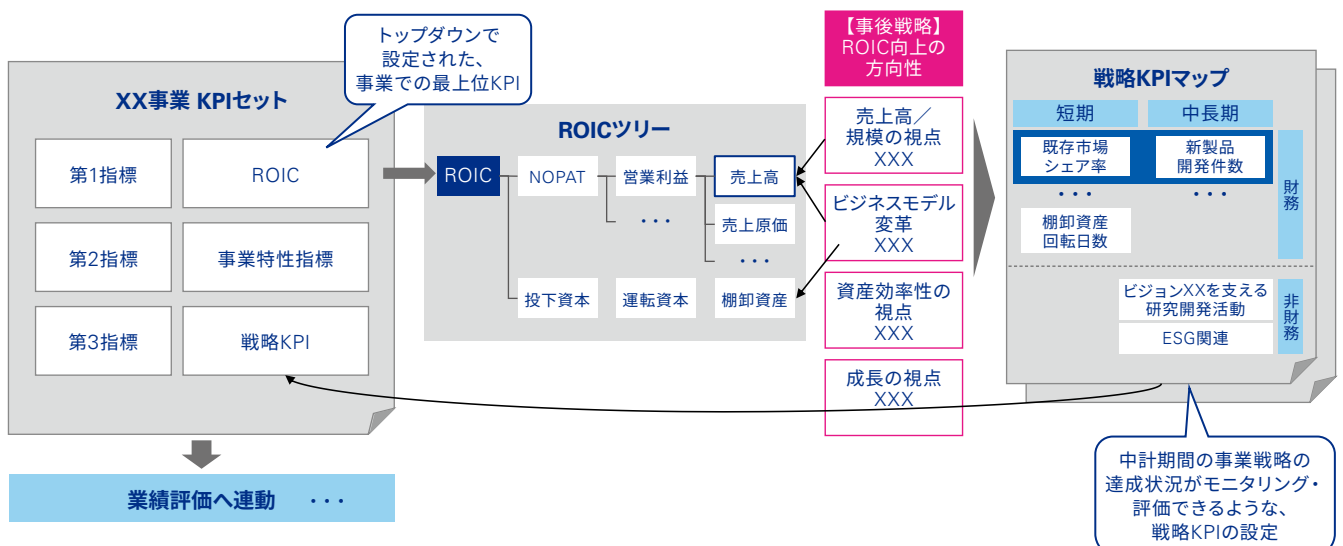 トップダウンで
設定された、
事業での最上位KPI
XX事業 KPIセット
第1指標
ROIC
第2指標
事業特性指標
第3指標
戦略KPI
業績評価へ連動 ・・・
ROICツリー
ROIC
NOPAT
営業利益
売上高
・・・
売上原価
・・・
投下資本
運転資本
棚卸資産
【事後戦略】
ROIC向上の
方向性
売上高／
規模の視点
XXX
ビジネスモデル
変革
XXX
資産効率性の
視点
XXX
成長の視点
XXX
戦略KPIマップ
短期
中長期
既存市場
シェア率
新製品
開発件数
・・・
・・・
棚卸資産
回転日数
財務
ビジョンXXを支える
研究開発活動
ESG関連
非財務
中計期間の事業戦略の
達成状況がモニタリング・
評価できるような、
戦略KPIの設定